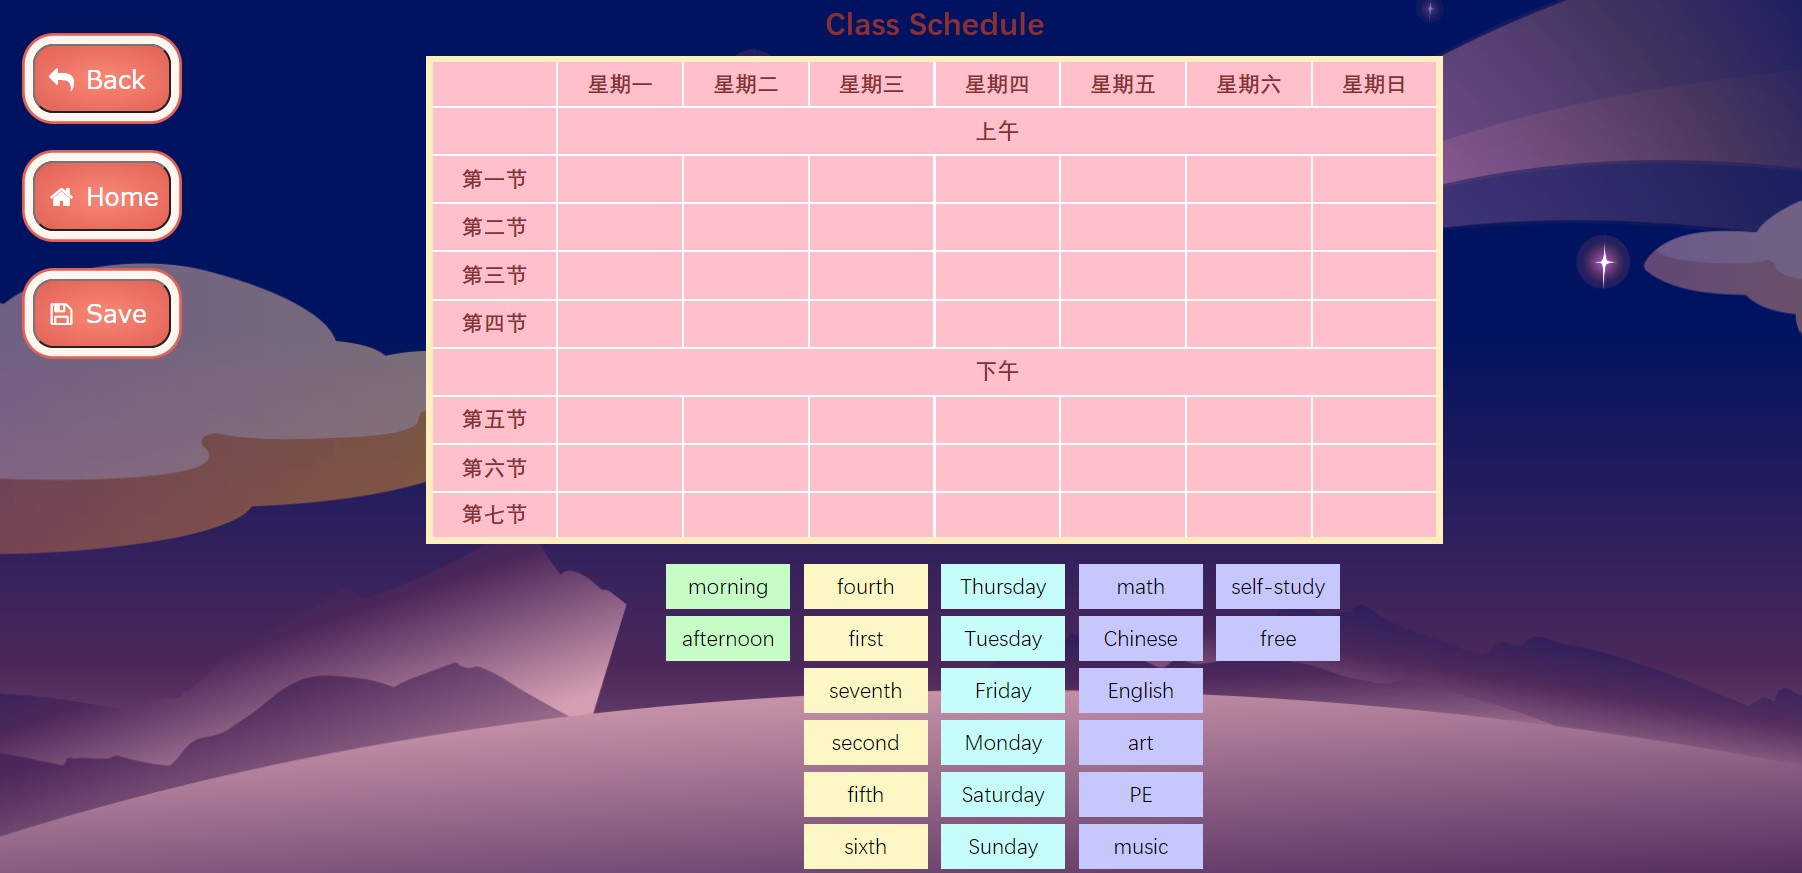 Class Schedule
Back
Home
Save
星期一 星期二 星期三 星期四 星期五 星期六 星期日
上午
第一节
第二节
第三节
第四节
下午
第五节
第六节
第七节
morning fourth Thursday math self-study
afternoon first Tuesday Chinese free
seventh Friday English
second Monday art
fifth Saturday PE
sixth Sunday music